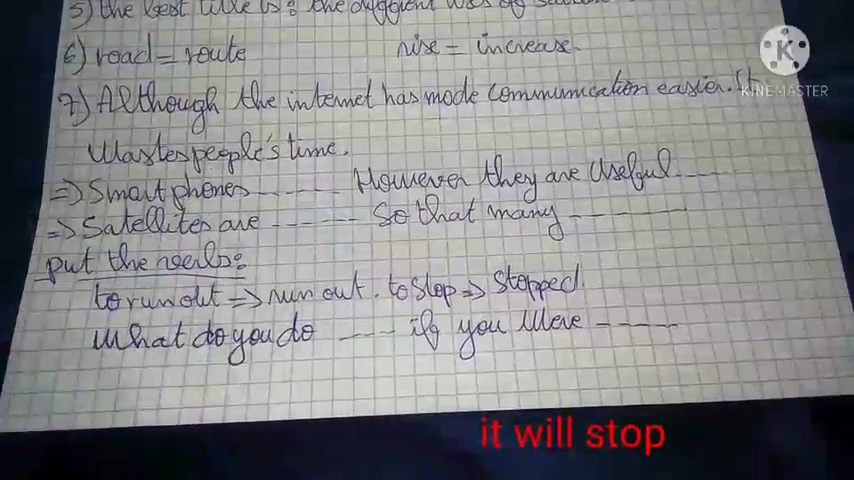 5) the best title is: the different uses of
6) road = route rise = increase.
7) Although the internet has made communication easier. It
wastes people's time.
=> Smart phones ........ However they are useful ----
=> Satellites are ------ So that many --------
put the verbs:
to run out => run out. to stop => stopped.
What do you do ---- if you were -----
it will stop
K
KINEMASTER